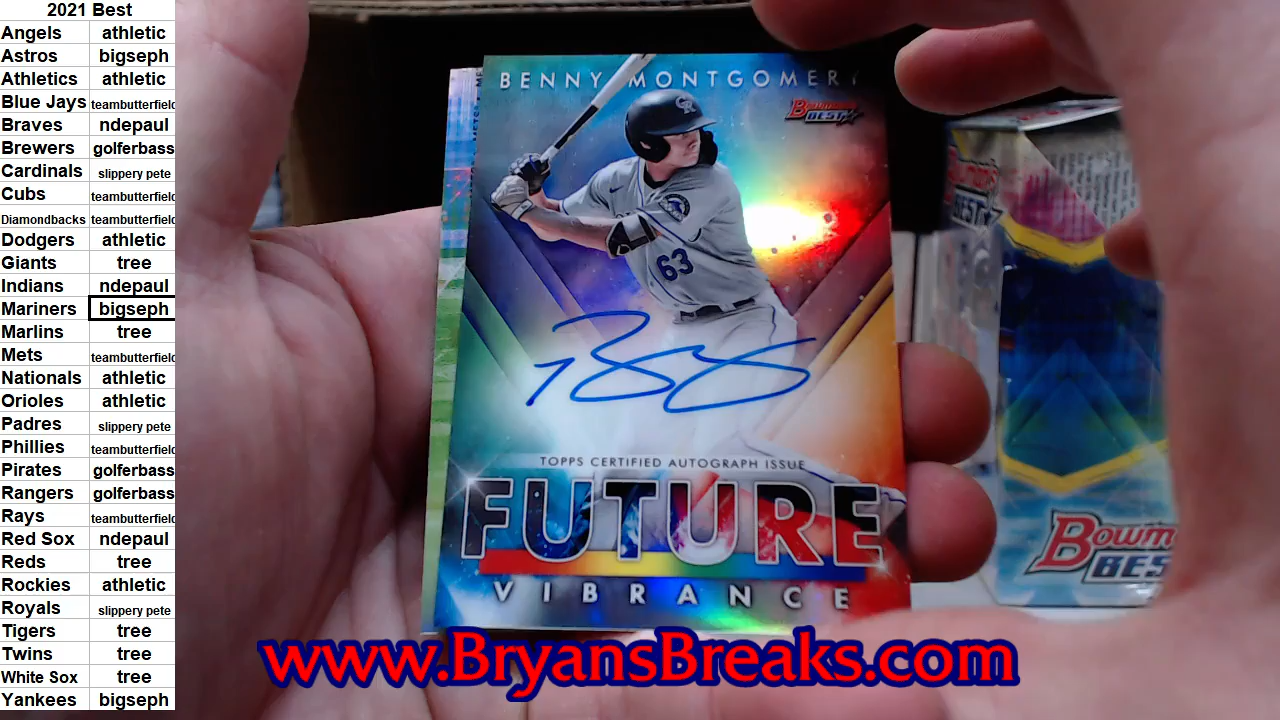 2021 Best
Angels athletic
Astros bigseph
Athletics athletic
Blue Jays teambutterfield
Braves ndepaul
Brewers golferbass
Cardinals slippery pete
Cubs teambutterfield
Diamondbacks teambutterfield
Dodgers athletic
Giants tree
Indians ndepaul
Mariners bigseph
Marlins tree
Mets teambutterfield
Nationals athletic
Orioles athletic
Padres slippery pete
Phillies teambutterfield
Pirates golferbass
Rangers golferbass
Rays teambutterfield
Red Sox ndepaul
Reds tree
Rockies athletic
Royals slippery pete
Tigers tree
Twins tree
White Sox tree
Yankees bigseph
BENNY MONTGOMERY
BOWMAN'S
BEST
CR
63
TOPPS CERTIFIED AUTOGRAPH ISSUE
FUTURE
VIBRANCE
Bowm
BES
www.BryansBreaks.com